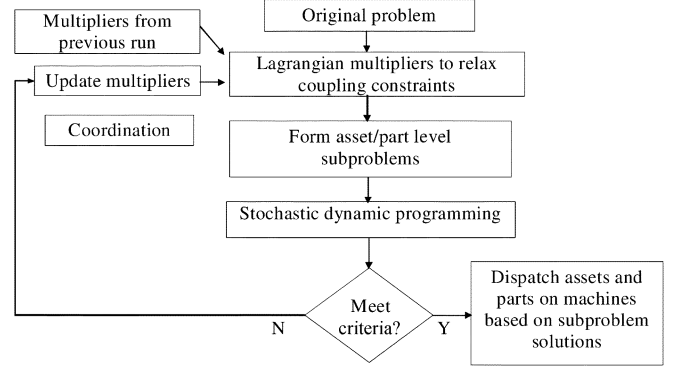 Original problem
Multipliers from
previous run
Lagrangian multipliers to relax
coupling constraints
Update multipliers
Coordination
Form asset/part level
subproblems
Stochastic dynamic programming
Meet
criteria?
N
Y
Dispatch assets and
parts on machines
based on subproblem
solutions